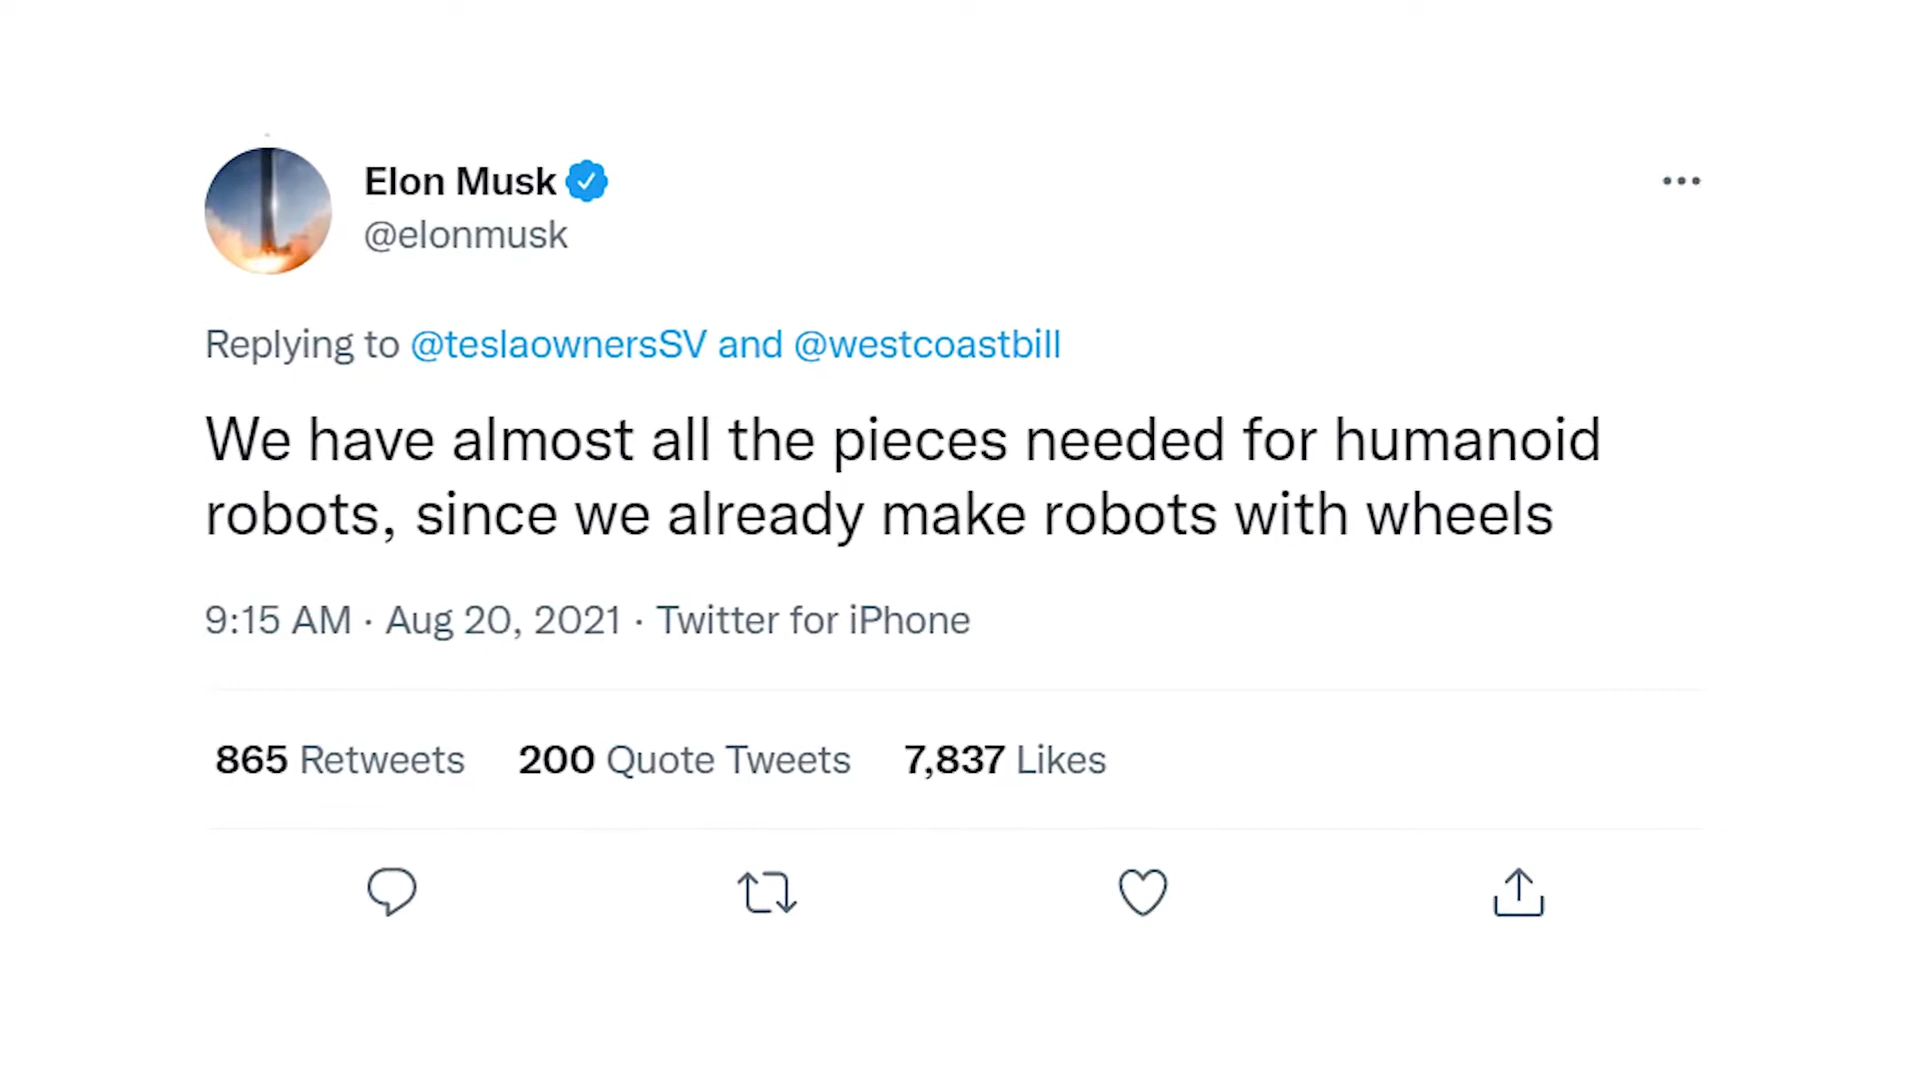 Elon Musk
@elonmusk
Replying to @teslaownersSV and @westcoastbill
We have almost all the pieces needed for humanoid
robots, since we already make robots with wheels
9:15 AM · Aug 20, 2021 · Twitter for iPhone
865 Retweets 200 Quote Tweets 7,837 Likes